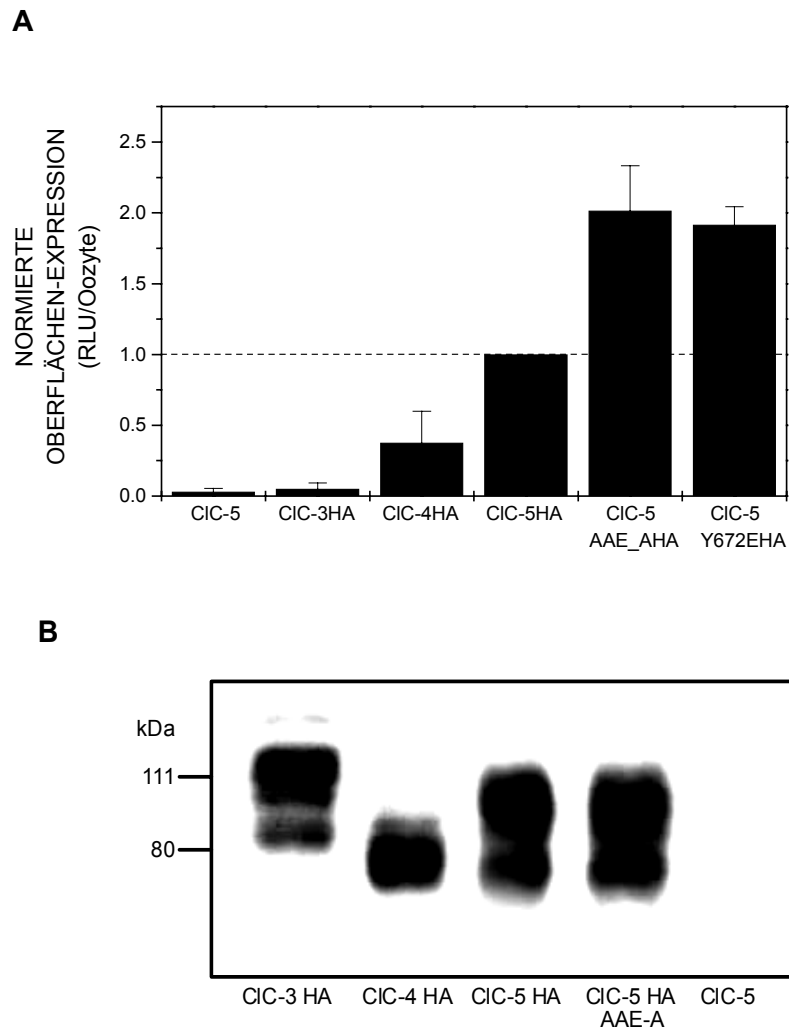 A
NORMIERTE
OBERFLÄCHEN-EXPRESSION
(RLU/Oozyte)
2.5
2.0
1.5
1.0
0.5
0.0
ClC-5 ClC-3HA ClC-4HA ClC-5HA ClC-5 ClC-5
AAE_AHA Y672EHA
B
kDa
111
80
ClC-3 HA ClC-4 HA ClC-5 HA ClC-5 HA ClC-5
AAE-A